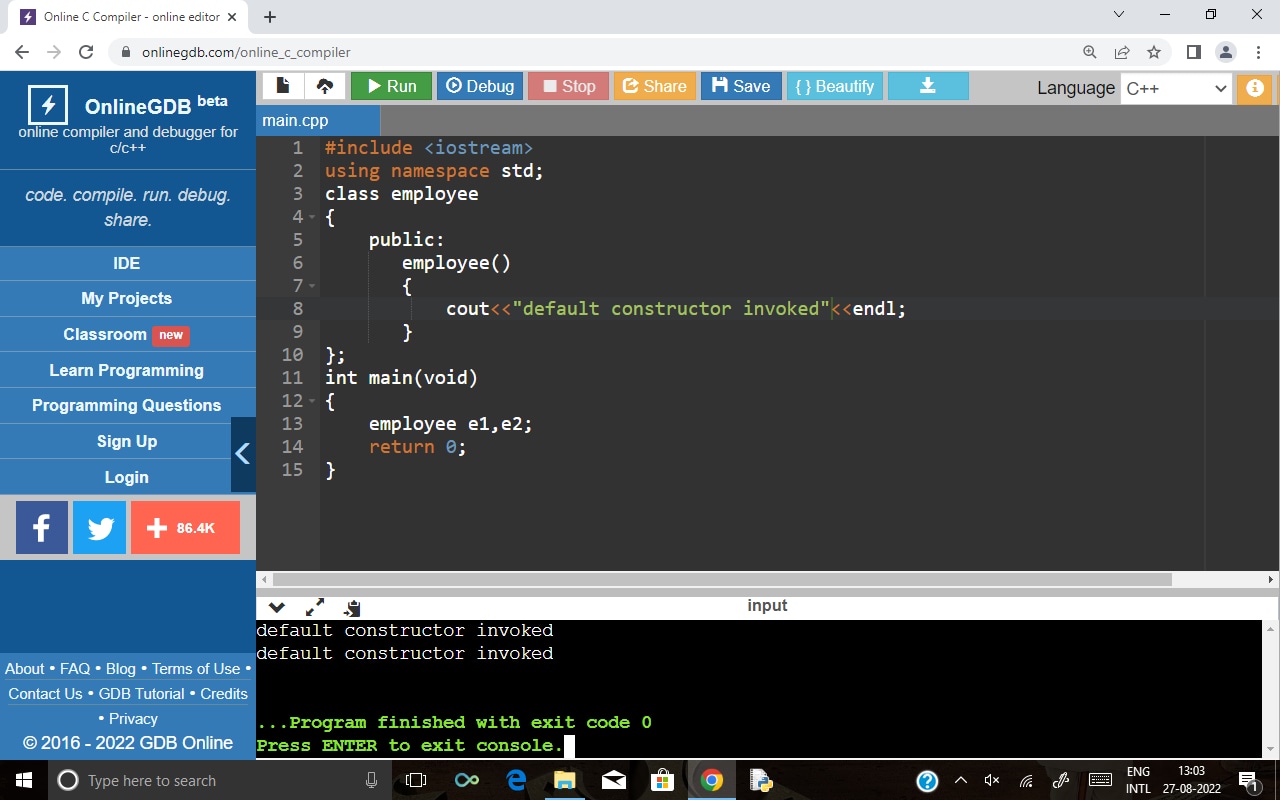 Online C Compiler - online editor
onlinegdb.com/online_c_compiler
OnlineGDB beta
online compiler and debugger for
c/c++
code. compile. run. debug.
share.
IDE
My Projects
Classroom new
Learn Programming
Programming Questions
Sign Up
Login
86.4K
About • FAQ • Blog • Terms of Use •
Contact Us • GDB Tutorial • Credits
• Privacy
© 2016 - 2022 GDB Online
Run Debug Stop Share Save { } Beautify Language C++
main.cpp
1 #include <iostream>
2 using namespace std;
3 class employee
4 {
5 public:
6 employee()
7 {
8 cout<<"default constructor invoked"<<endl;
9 }
10 };
11 int main(void)
12 {
13 employee e1,e2;
14 return 0;
15 }
input
default constructor invoked
default constructor invoked
...Program finished with exit code 0
Press ENTER to exit console.
Type here to search
ENG
INTL
13:03
27-08-2022
1